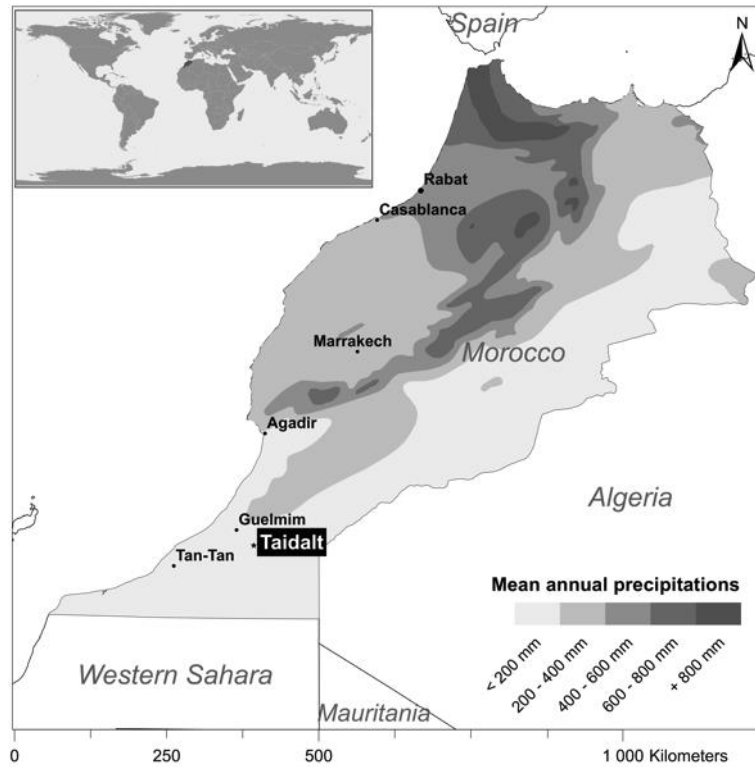 Spain
N
Rabat
Casablanca
Marrakech
Morocco
Agadir
Algeria
Guelmim
Taidalt
Tan-Tan
Mean annual precipitations
< 200 mm
200 - 400 mm
400 - 600 mm
600 - 800 mm
+ 800 mm
Western Sahara
Mauritania
0 250 500 1 000 Kilometers